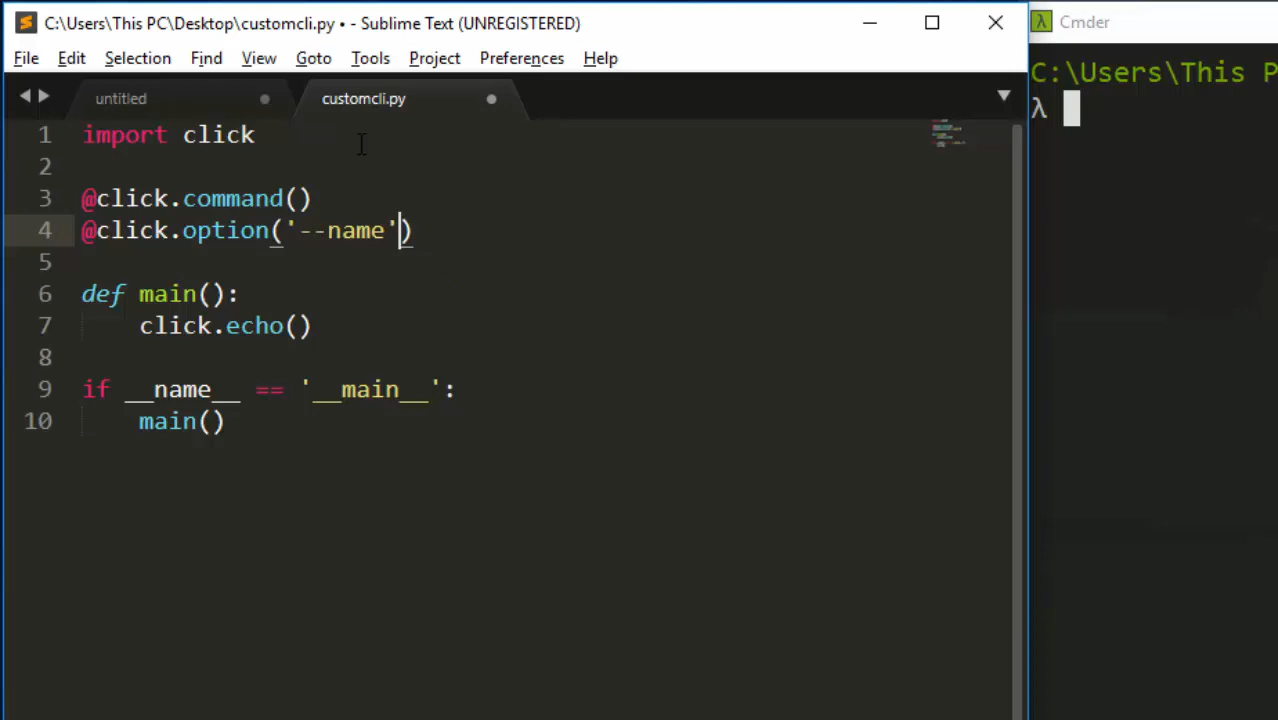 C:\Users\This PC\Desktop\customcli.py • - Sublime Text (UNREGISTERED)
File Edit Selection Find View Goto Tools Project Preferences Help
untitled customcli.py
1 import click
2
3 @click.command()
4 @click.option('--name')
5
6 def main():
7 click.echo()
8
9 if __name__ == '__main__':
10 main()
λ Cmder
C:\Users\This P
λ